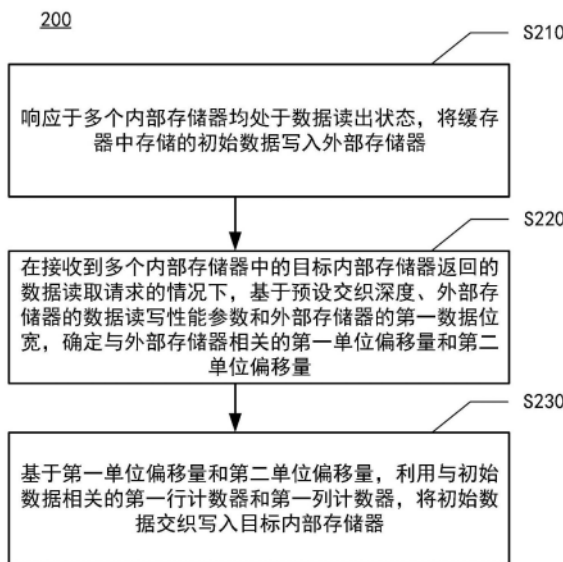 200
S210
响应于多个内部存储器均处于数据读出状态，将缓存
器中存储的初始数据写入外部存储器
S220
在接收到多个内部存储器中的目标内部存储器返回的
数据读取请求的情况下，基于预设交织深度、外部存
储器的数据读写性能参数和外部存储器的第一数据位
宽，确定与外部存储器相关的第一单位偏移量和第二
单位偏移量
S230
基于第一单位偏移量和第二单位偏移量，利用与初始
数据相关的第一行计数器和第一列计数器，将初始数
据交织写入目标内部存储器